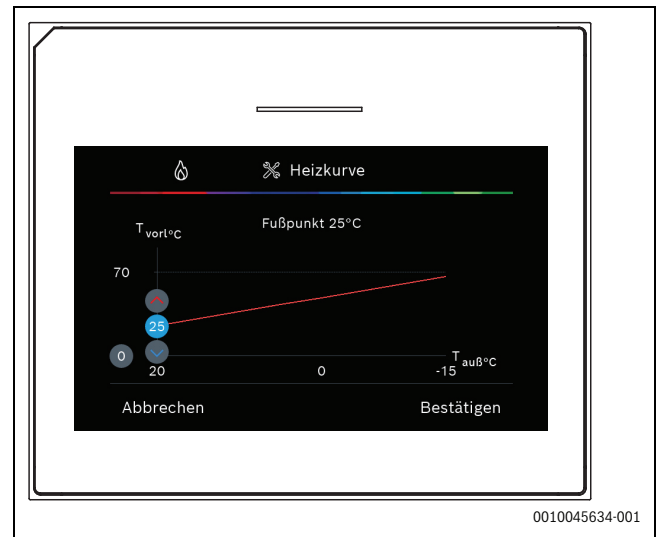 Heizkurve
Fußpunkt 25°C
Tvorl°C
70
25
0
20 0 -15
Tauß°C
Abbrechen Bestätigen
0010045634-001